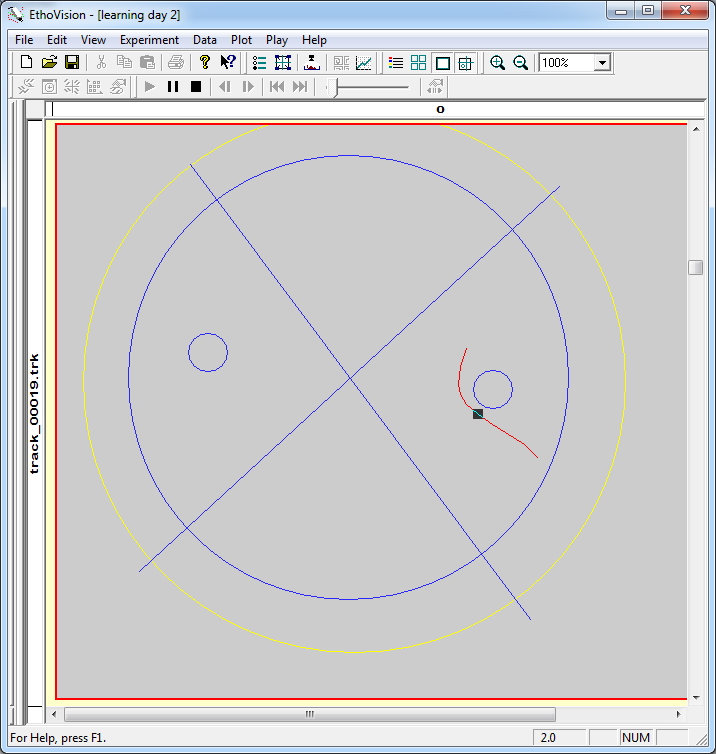 EthoVision - [learning day 2]
File Edit View Experiment Data Plot Play Help
100%
o
track_00019.trk
For Help, press F1.
2.0
NUM